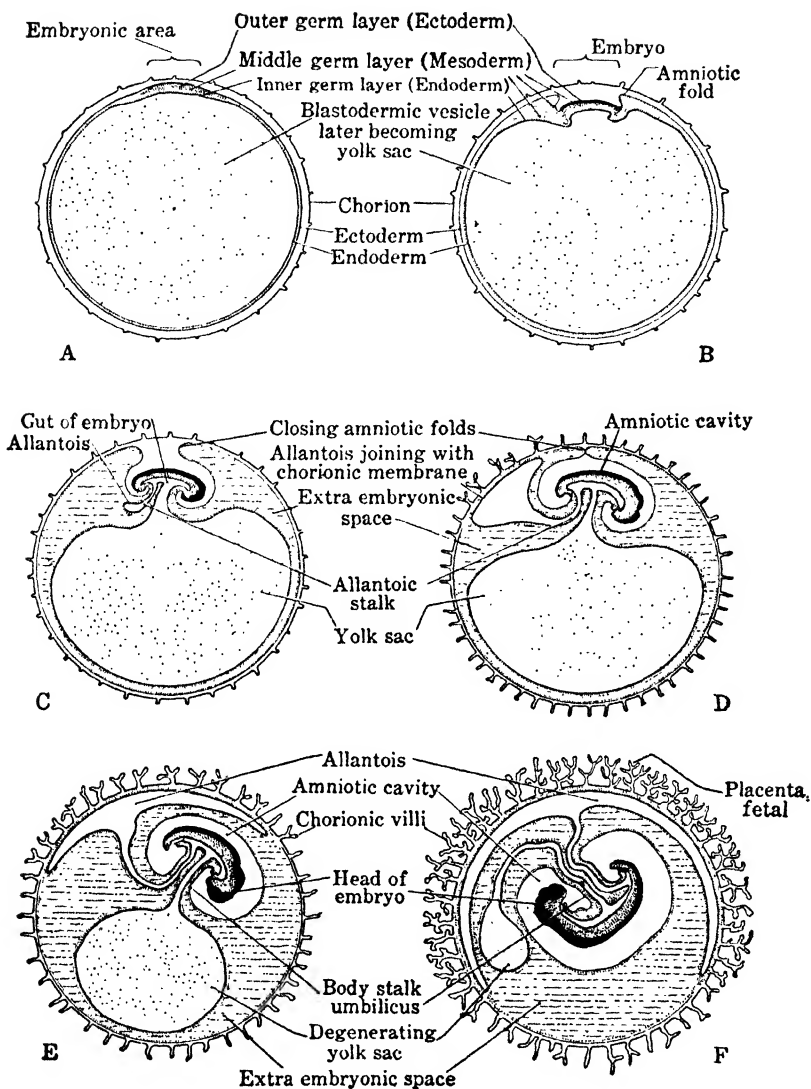 Outer germ layer (Ectoderm)
Embryonic area
Middle germ layer (Mesoderm)
Embryo
Inner germ layer (Endoderm)
Amniotic
fold
Blastodermic vesicle
later becoming
yolk sac
Chorion
Ectoderm
Endoderm
A
B
Gut of embryo
Allantois
Closing amniotic folds
Amniotic cavity
Allantois joining with
chorionic membrane
Extra embryonic
space
Allantoic
stalk
Yolk sac
C
D
Allantois
Amniotic cavity
Chorionic villi
Placenta,
fetal
Head of
embryo
Body stalk
umbilicus
Degenerating
yolk sac
Extra embryonic space
E
F